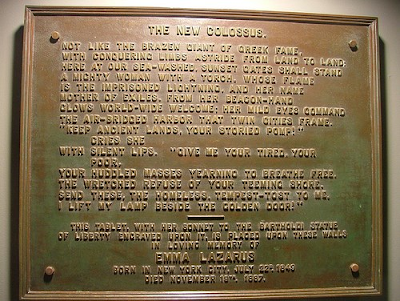 THE NEW COLOSSUS.
NOT LIKE THE BRAZEN GIANT OF GREEK FAME,
WITH CONQUERING LIMBS ASTRIDE FROM LAND TO LAND;
HERE AT OUR SEA-WASHED, SUNSET GATES SHALL STAND
A MIGHTY WOMAN WITH A TORCH, WHOSE FLAME
IS THE IMPRISONED LIGHTNING, AND HER NAME
MOTHER OF EXILES. FROM HER BEACON-HAND
GLOWS WORLD-WIDE WELCOME; HER MILD EYES COMMAND
THE AIR-BRIDGED HARBOR THAT TWIN CITIES FRAME.
"KEEP ANCIENT LANDS, YOUR STORIED POMP!"
CRIES SHE
WITH SILENT LIPS. "GIVE ME YOUR TIRED, YOUR
POOR,
YOUR HUDDLED MASSES YEARNING TO BREATHE FREE,
THE WRETCHED REFUSE OF YOUR TEEMING SHORE.
SEND THESE, THE HOMELESS, TEMPEST-TOST TO ME,
I LIFT MY LAMP BESIDE THE GOLDEN DOOR!"
THIS TABLET, WITH HER SONNET TO THE BARTHOLDI STATUE
OF LIBERTY ENGRAVED UPON IT, IS PLACED UPON THESE WALLS
IN LOVING MEMORY OF
EMMA LAZARUS
BORN IN NEW YORK CITY, JULY 22D, 1849
DIED NOVEMBER 19TH, 1887.